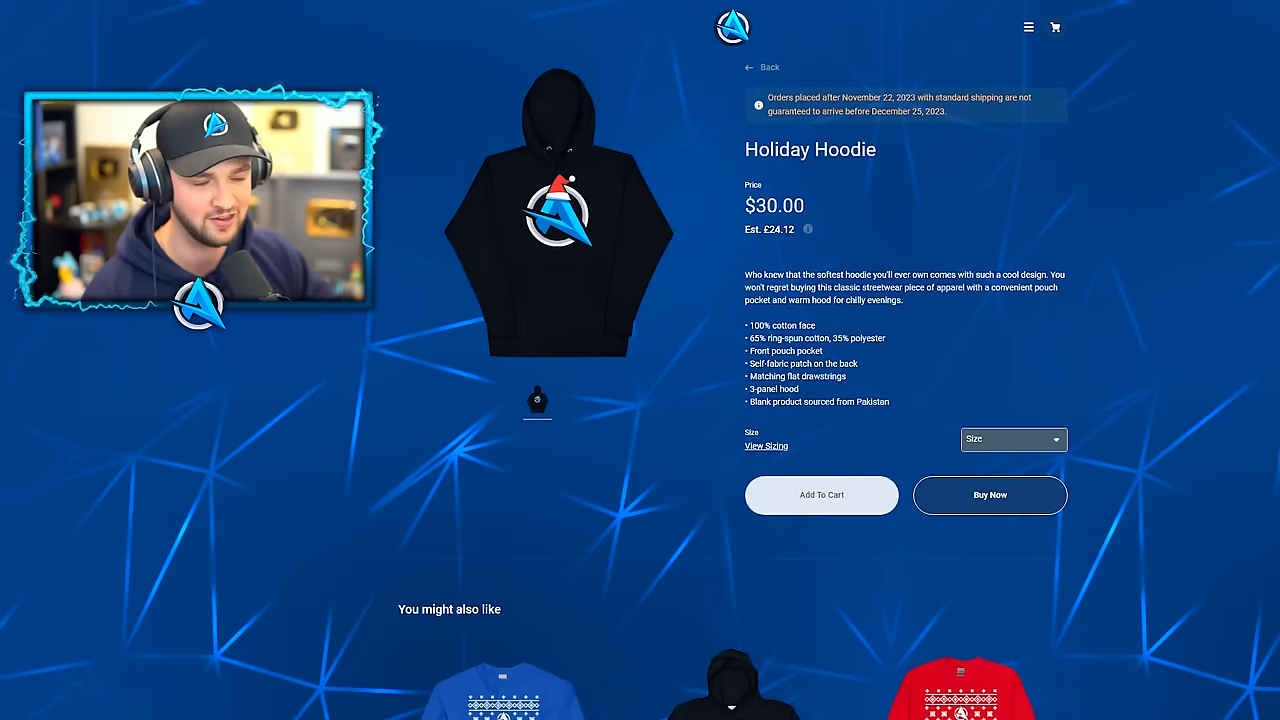 Back
Orders placed after November 22, 2023 with standard shipping are not
guaranteed to arrive before December 25, 2023.
Holiday Hoodie
Price
$30.00
Est. £24.12
Who knew that the softest hoodie you'll ever own comes with such a cool design. You
won't regret buying this classic streetwear piece of apparel with a convenient pouch
pocket and warm hood for chilly evenings.
• 100% cotton face
• 65% ring-spun cotton, 35% polyester
• Front pouch pocket
• Self-fabric patch on the back
• Matching flat drawstrings
• 3-panel hood
• Blank product sourced from Pakistan
Size
View Sizing
Size
Add To Cart
Buy Now
You might also like